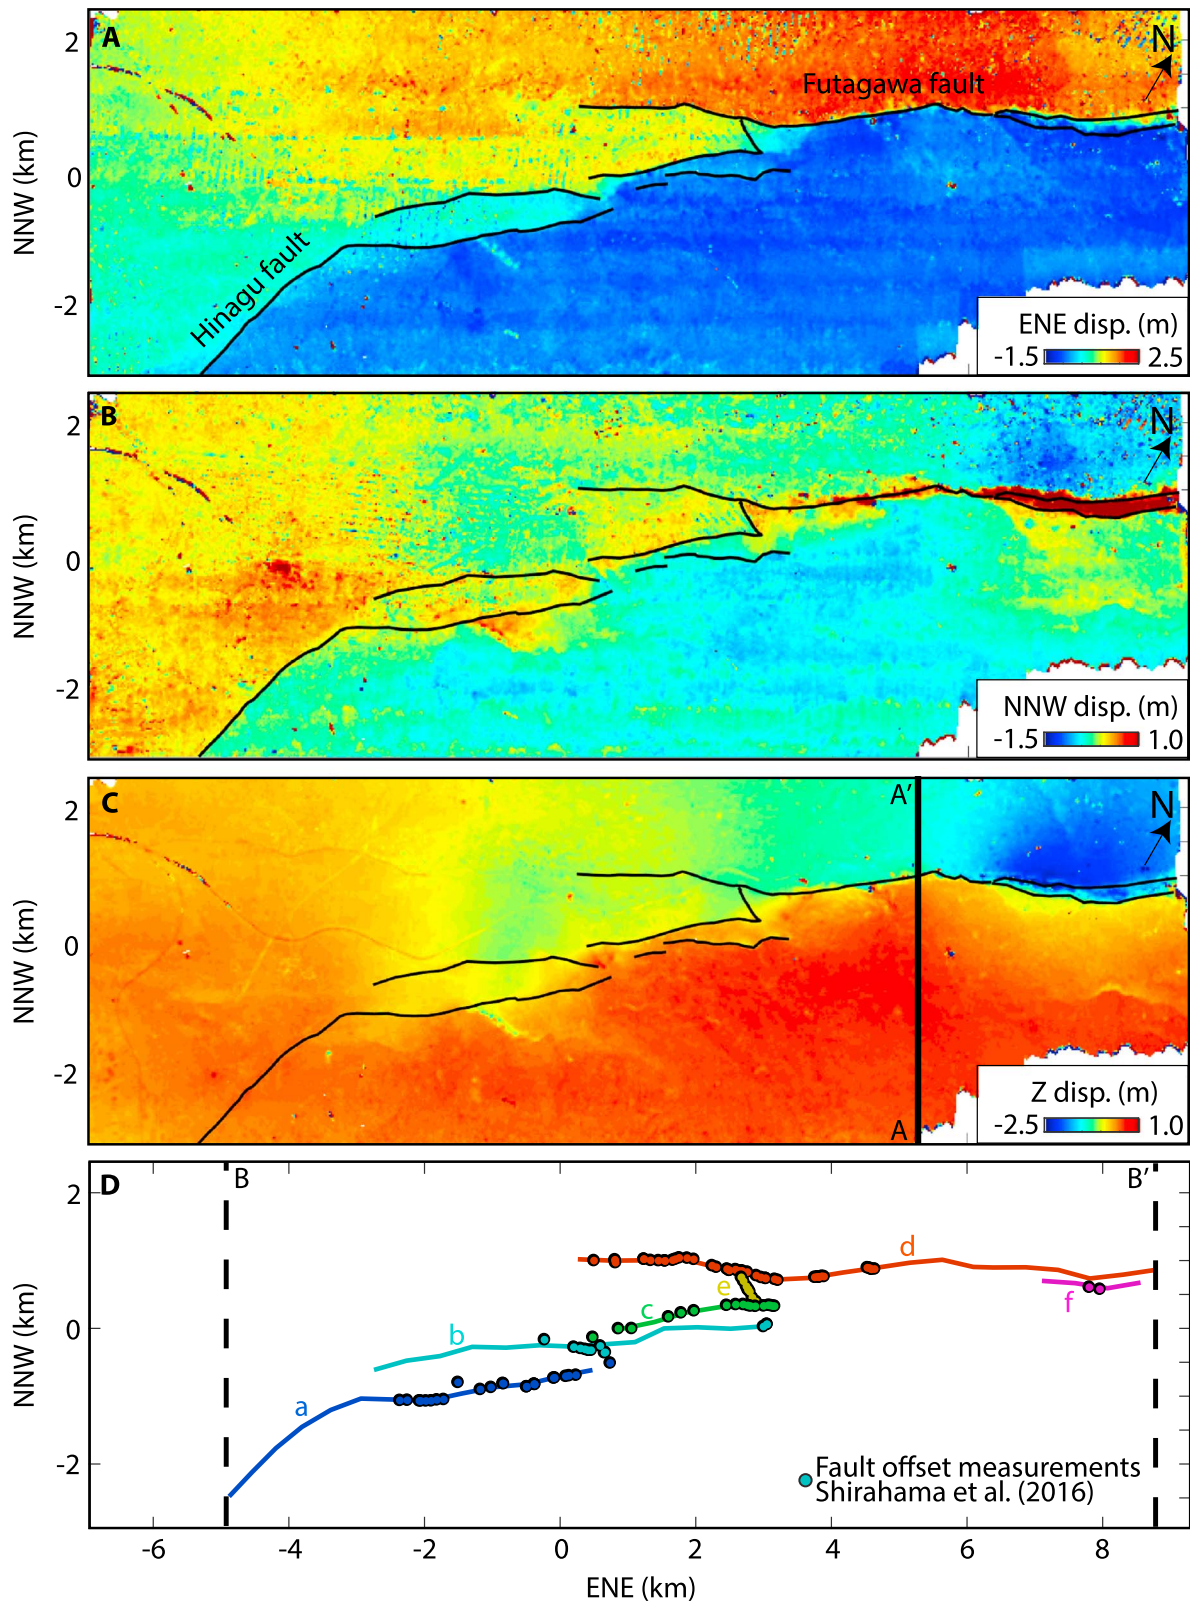 A
N
2
0
-2
NNW (km)
Futagawa fault
Hinagu fault
ENE disp. (m)
-1.5 2.5
B
N
2
0
-2
NNW (km)
NNW disp. (m)
-1.5 1.0
C
A'
N
2
0
-2
NNW (km)
A
Z disp. (m)
-2.5 1.0
D
B
B'
2
0
-2
NNW (km)
d
e
f
c
b
a
Fault offset measurements
Shirahama et al. (2016)
-6 -4 -2 0 2 4 6 8
ENE (km)